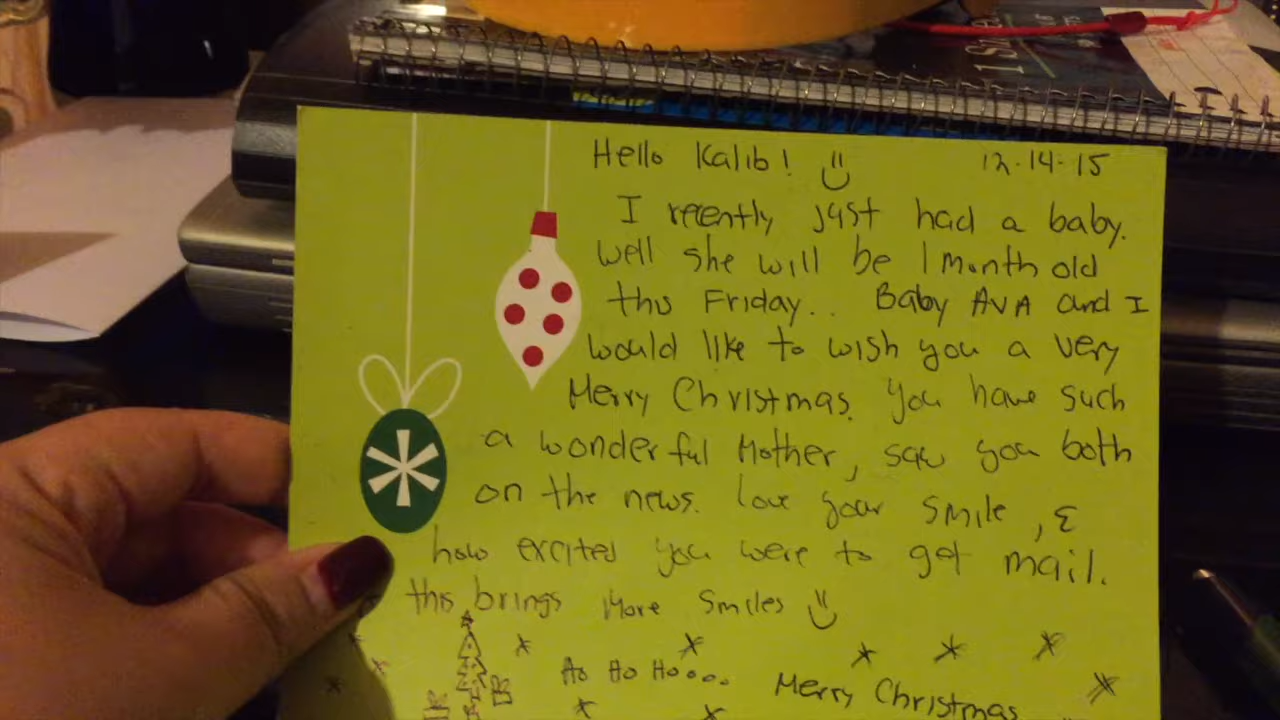 Hello Kalib!
12·14·15
I recently just had a baby.
Well she will be 1 month old
this Friday.. Baby AVA and I
would like to wish you a very
Merry Christmas. You have such
a wonderful Mother, saw you both
on the news. Love your smile, &
how excited you were to get mail.
this brings More Smiles
Ho Ho Ho....
Merry Christmas